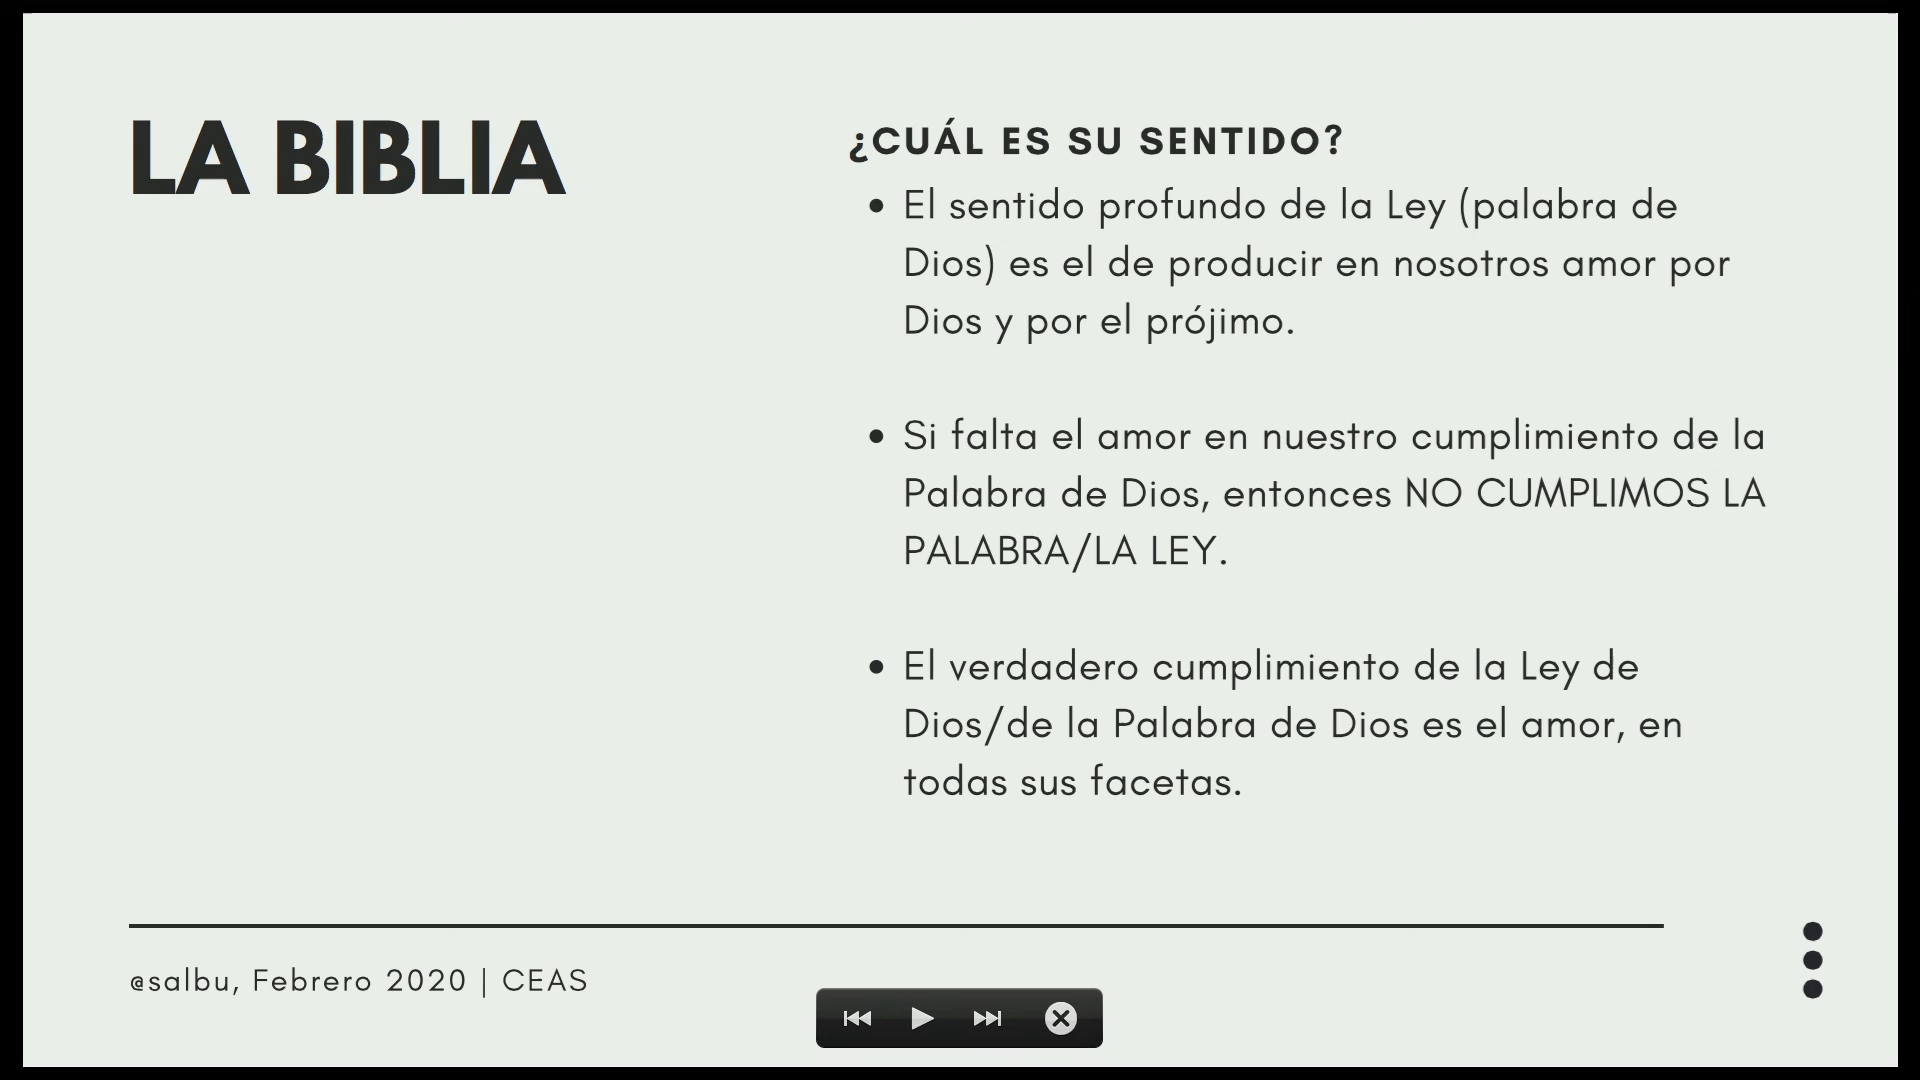 LA BIBLIA
¿CUÁL ES SU SENTIDO?
• El sentido profundo de la Ley (palabra de
Dios) es el de producir en nosotros amor por
Dios y por el prójimo.
• Si falta el amor en nuestro cumplimiento de la
Palabra de Dios, entonces NO CUMPLIMOS LA
PALABRA/LA LEY.
• El verdadero cumplimiento de la Ley de
Dios/de la Palabra de Dios es el amor, en
todas sus facetas.
@salbu, Febrero 2020 | CEAS